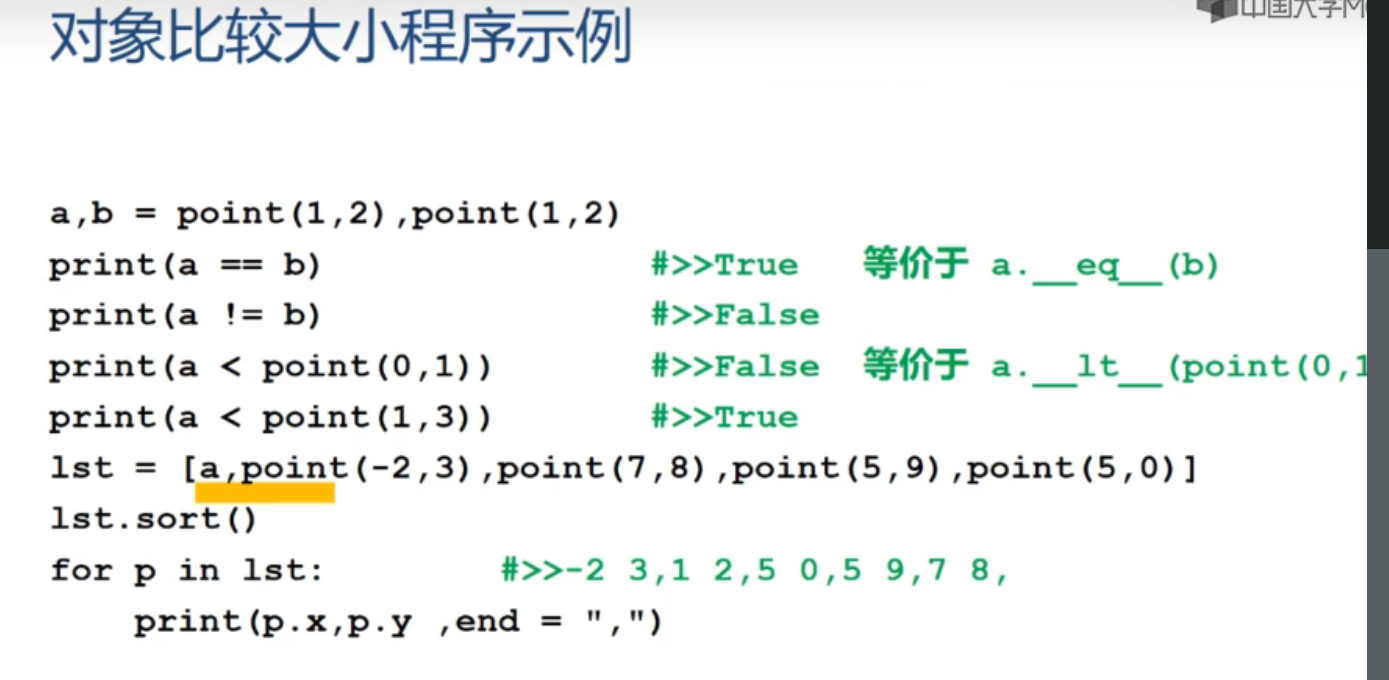 中国大学M
对象比较大小程序示例
a,b = point(1,2),point(1,2)
print(a == b) #>>True 等价于 a.__eq__(b)
print(a != b) #>>False
print(a < point(0,1)) #>>False 等价于 a.__lt__(point(0,1
print(a < point(1,3)) #>>True
lst = [a,point(-2,3),point(7,8),point(5,9),point(5,0)]
lst.sort()
for p in lst: #>>-2 3,1 2,5 0,5 9,7 8,
print(p.x,p.y ,end = ",")